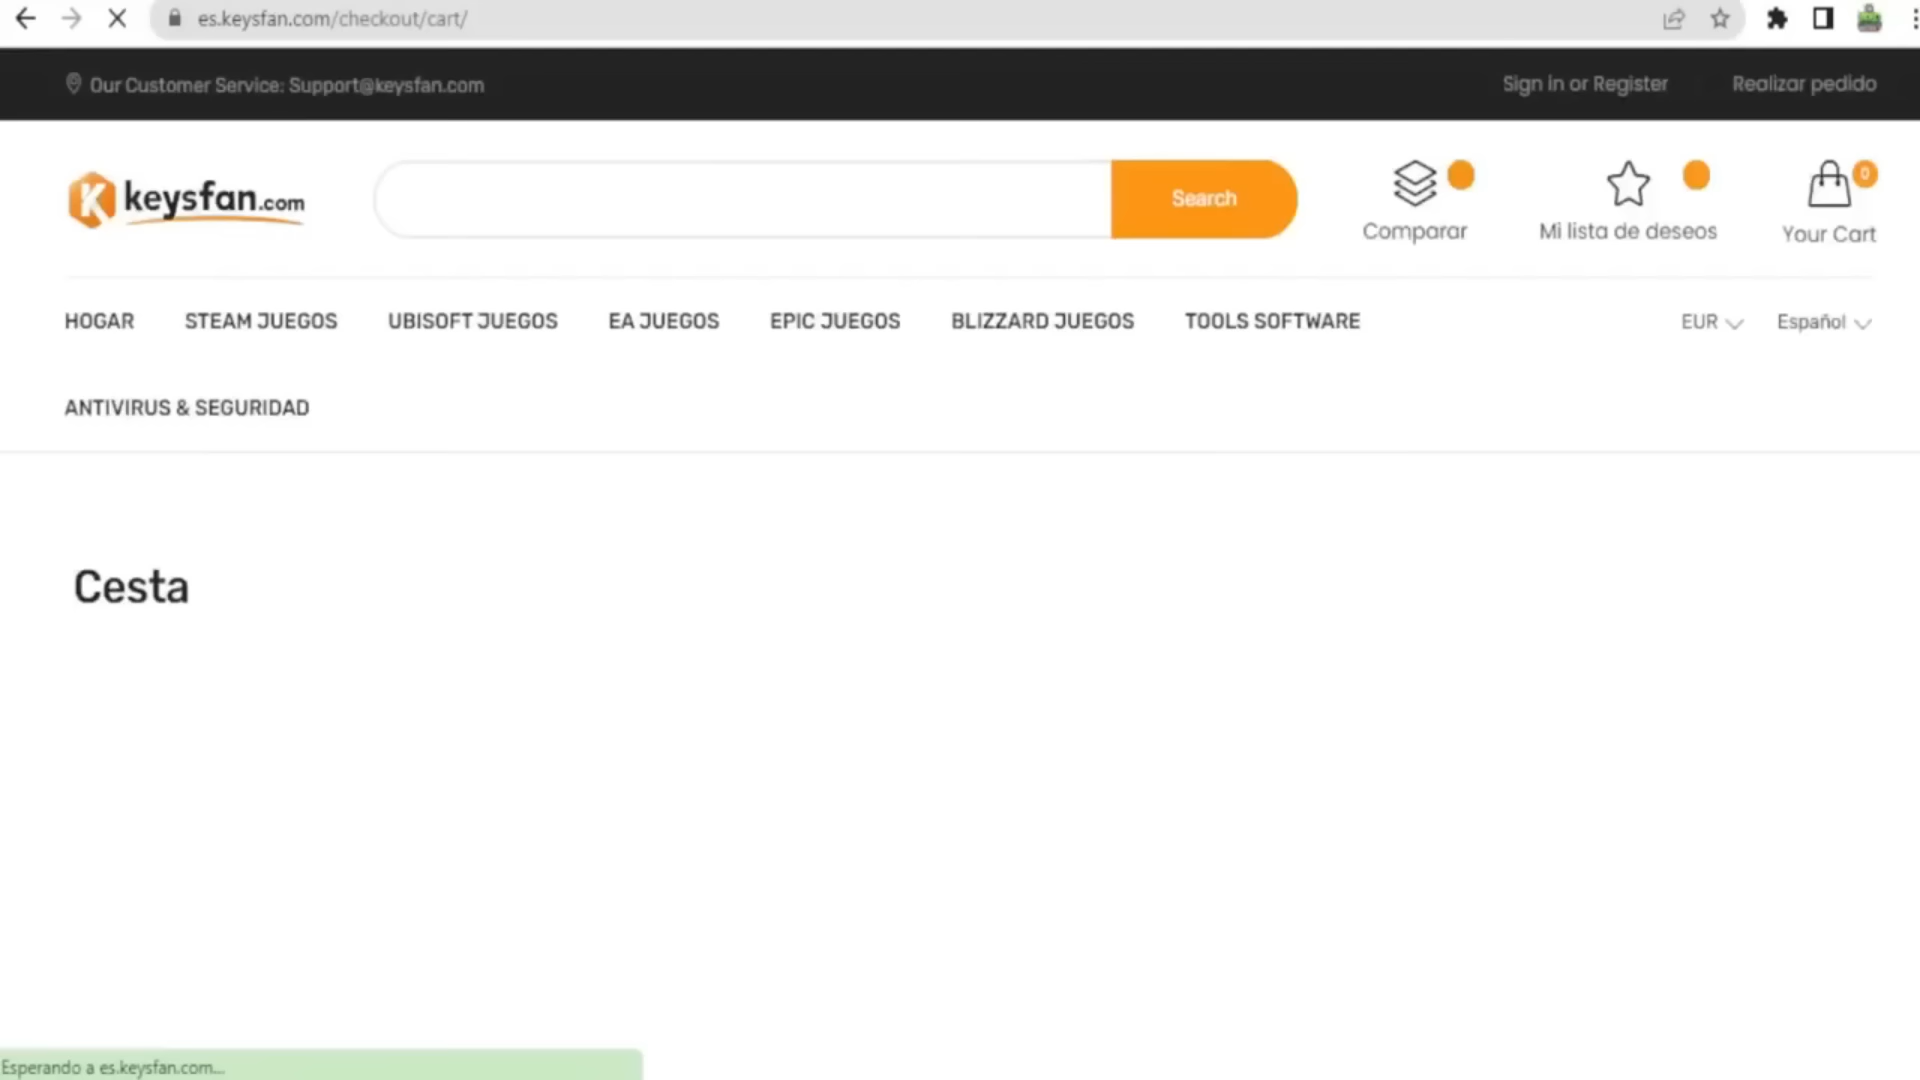 es.keysfan.com/checkout/cart/
Our Customer Service: Support@keysfan.com
Sign in or Register
Realizar pedido
keysfan.com
Search
Comparar
Mi lista de deseos
0
Your Cart
HOGAR
STEAM JUEGOS
UBISOFT JUEGOS
EA JUEGOS
EPIC JUEGOS
BLIZZARD JUEGOS
TOOLS SOFTWARE
EUR
Español
ANTIVIRUS & SEGURIDAD
Cesta
Esperando a es.keysfan.com...